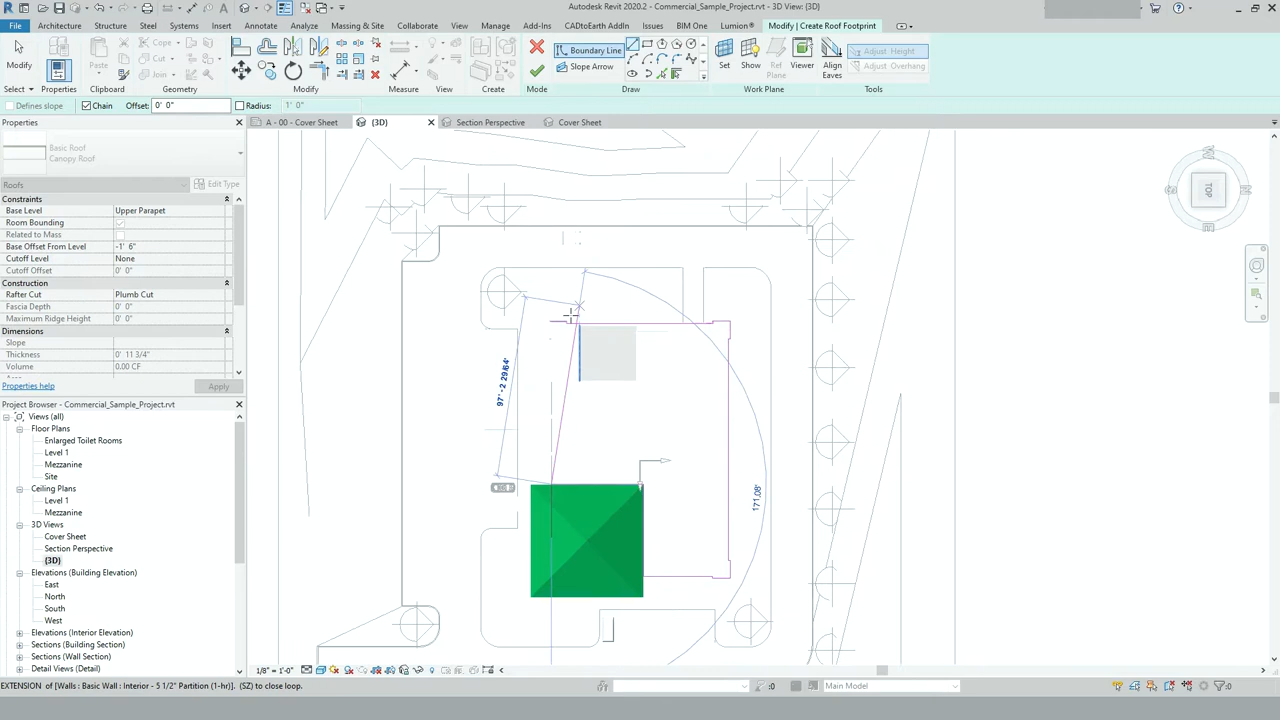 Autodesk Revit 2020.2 - Commercial_Sample_Project.rvt - 3D View: {3D}
File Architecture Structure Steel Systems Insert Annotate Analyze Massing & Site Collaborate View Manage Add-Ins CADtoEarth AddIn Issues BIM One Lumion® Modify | Create Roof Footprint
Modify Paste Cope Cut Join Boundary Line Slope Arrow Set Show Ref Plane Viewer Align Eaves Adjust Height Adjust Overhang
Select Properties Clipboard Geometry Modify Measure View Create Mode Draw Work Plane Tools
Defines slope Chain Offset: 0' 0" Radius: 1' 0"
Properties
A - 00 - Cover Sheet {3D} Section Perspective Cover Sheet
Basic Roof
Canopy Roof
Roofs Edit Type
Constraints
Base Level Upper Parapet
Room Bounding
Related to Mass
Base Offset From Level -1' 6"
Cutoff Level None
Cutoff Offset 0' 0"
Construction
Rafter Cut Plumb Cut
Fascia Depth 0' 0"
Maximum Ridge Height 0' 0"
Dimensions
Slope
Thickness 0' 11 3/4"
Volume 0.00 CF
Properties help Apply
Project Browser - Commercial_Sample_Project.rvt
Views (all)
Floor Plans
Enlarged Toilet Rooms
Level 1
Mezzanine
Site
Ceiling Plans
Level 1
Mezzanine
3D Views
Cover Sheet
Section Perspective
{3D}
Elevations (Building Elevation)
East
North
South
West
Elevations (Interior Elevation)
Sections (Building Section)
Sections (Wall Section)
Detail Views (Detail)
TOP
171.08°
1/8" = 1'-0"
EXTENSION of [Walls : Basic Wall : Interior - 5 1/2" Partition (1-hr)]. (SZ) to close loop. :0 Main Model :0